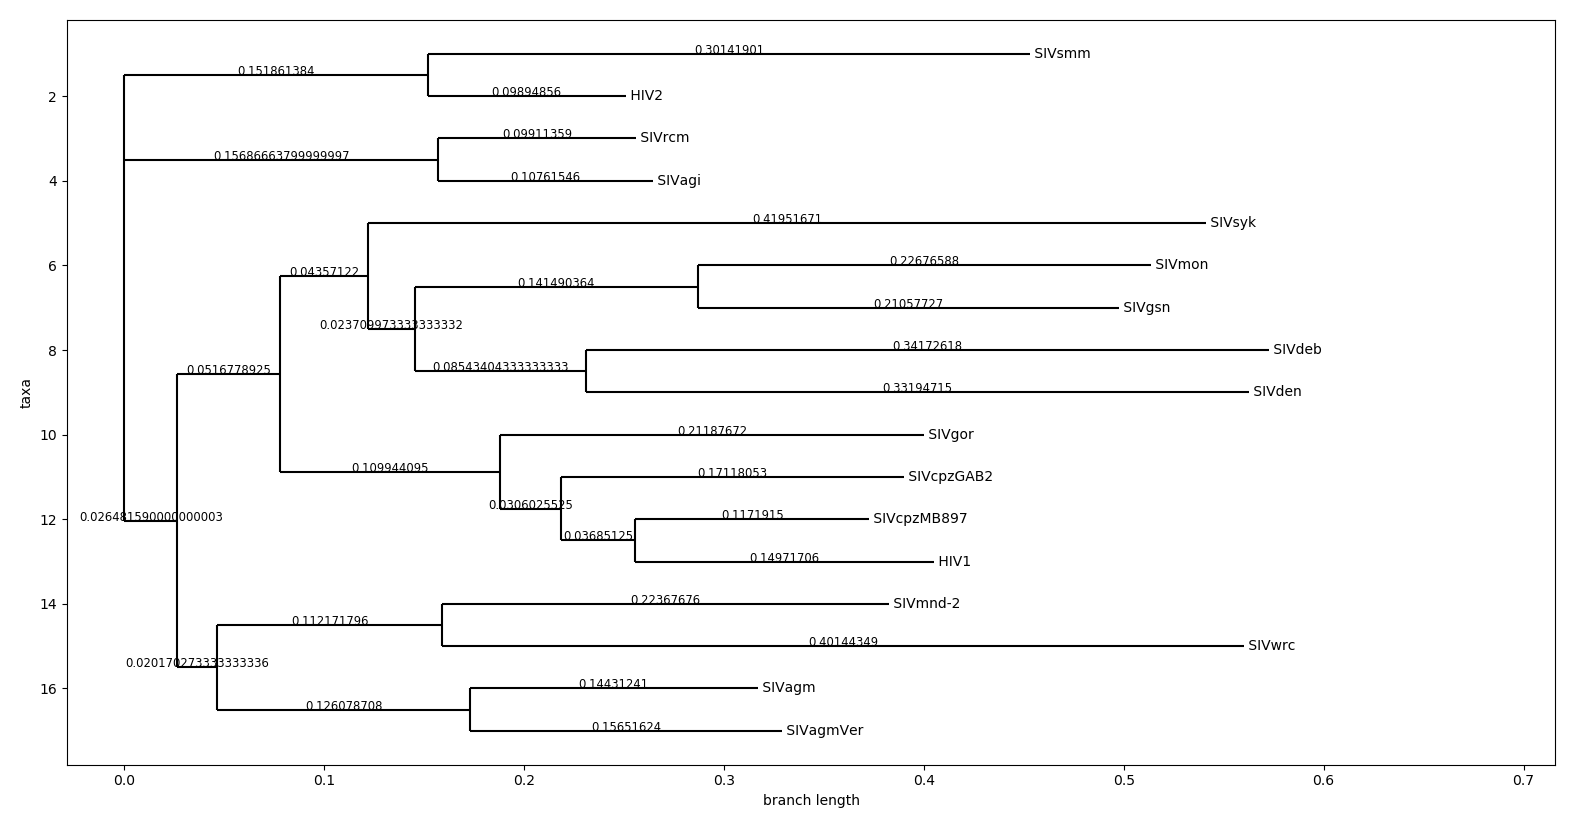 0.30141901 SIVsmm
0.151861384
0.09894856 HIV2
2
0.09911359 SIVrcm
0.15686663799999997
0.10761546 SIVagi
4
0.41951671 SIVsyk
0.22676588 SIVmon
6
0.04357122
0.141490364
0.21057727 SIVgsn
0.023709973333333332
0.34172618 SIVdeb
8
0.08543404333333333
0.0516778925
0.33194715 SIVden
taxa
0.21187672 SIVgor
10
0.109944095
0.17118053 SIVcpzGAB2
0.0306025525
0.1171915 SIVcpzMB897
12
0.026481590000000003
0.03685125
0.14971706 HIV1
0.22367676 SIVmnd-2
14
0.112171796
0.40144349 SIVwrc
0.020170273333333336
0.14431241 SIVagm
16
0.126078708
0.15651624 SIVagmVer
0.0 0.1 0.2 0.3 0.4 0.5 0.6 0.7
branch length